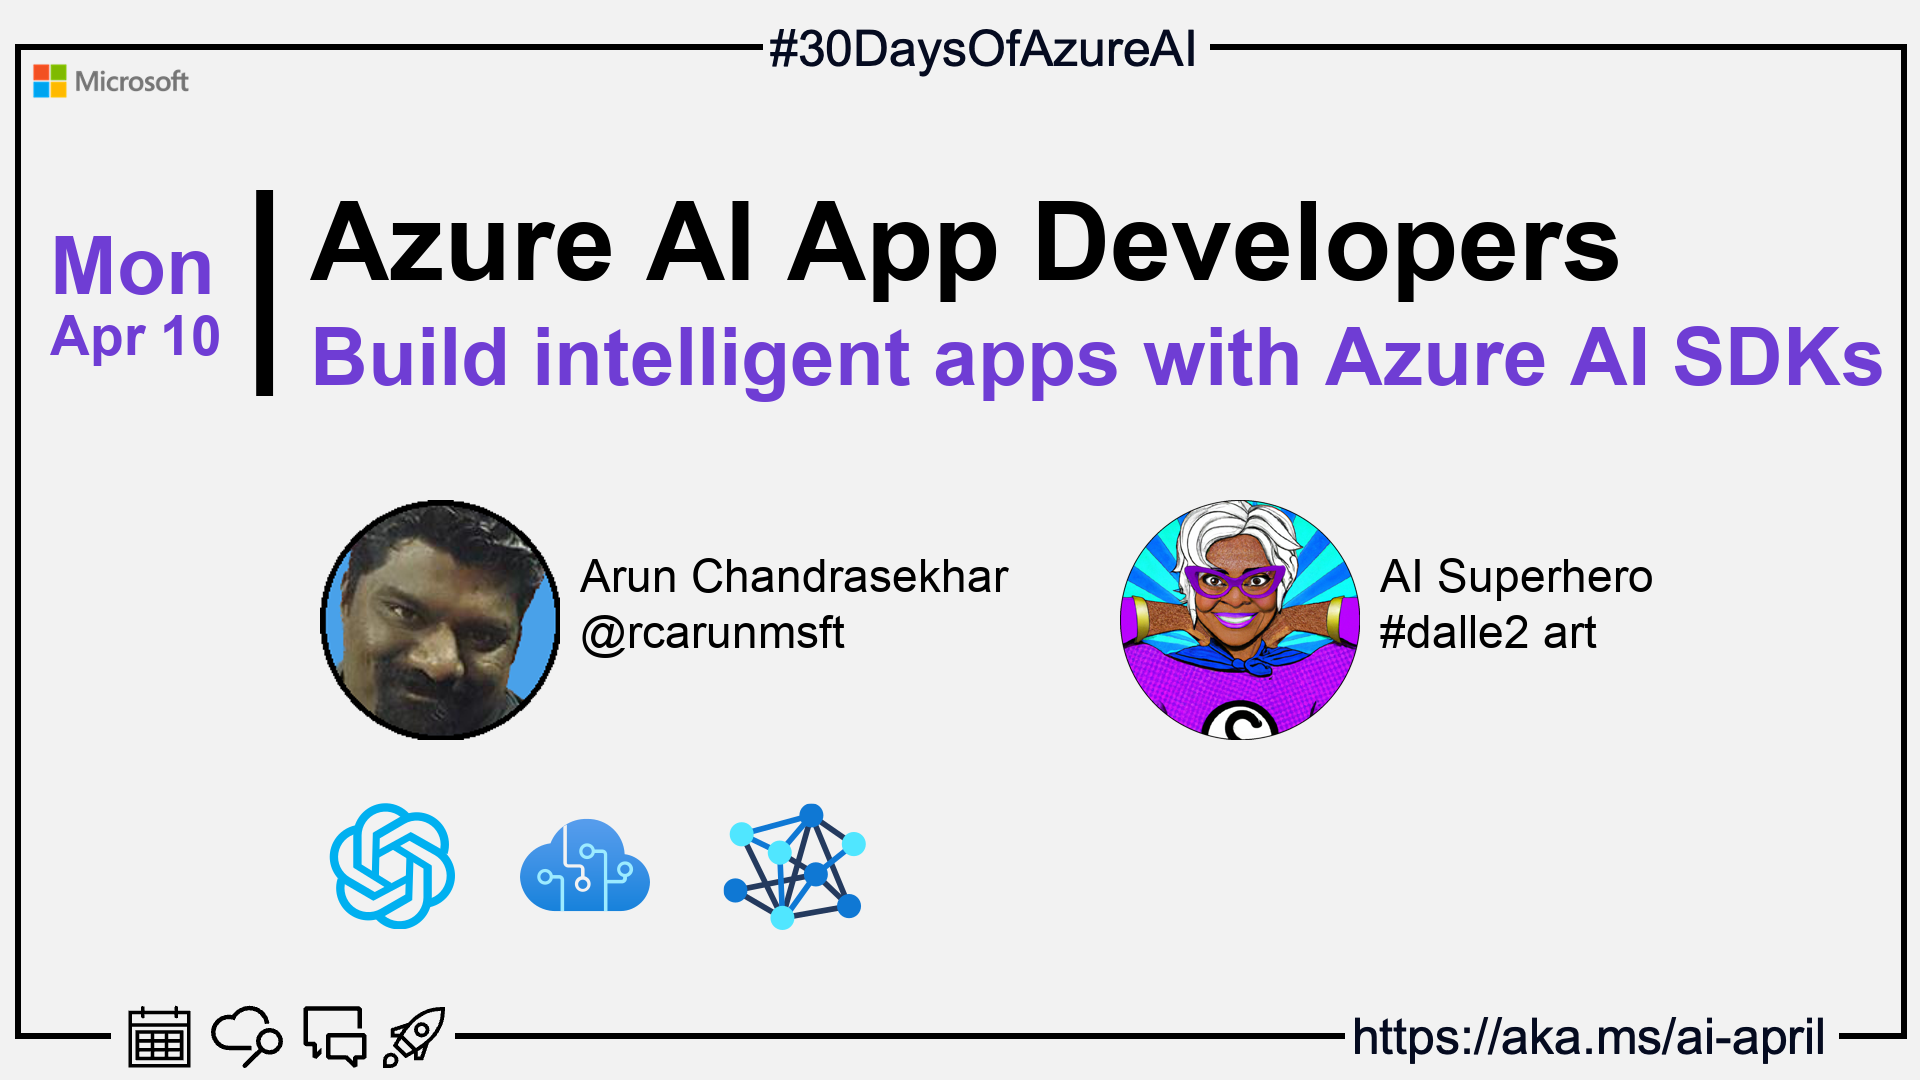 #30DaysOfAzureAI
Microsoft
Mon
Apr 10
Azure AI App Developers
Build intelligent apps with Azure AI SDKs
Arun Chandrasekhar
@rcarunmsft
AI Superhero
#dalle2 art
https://aka.ms/ai-april